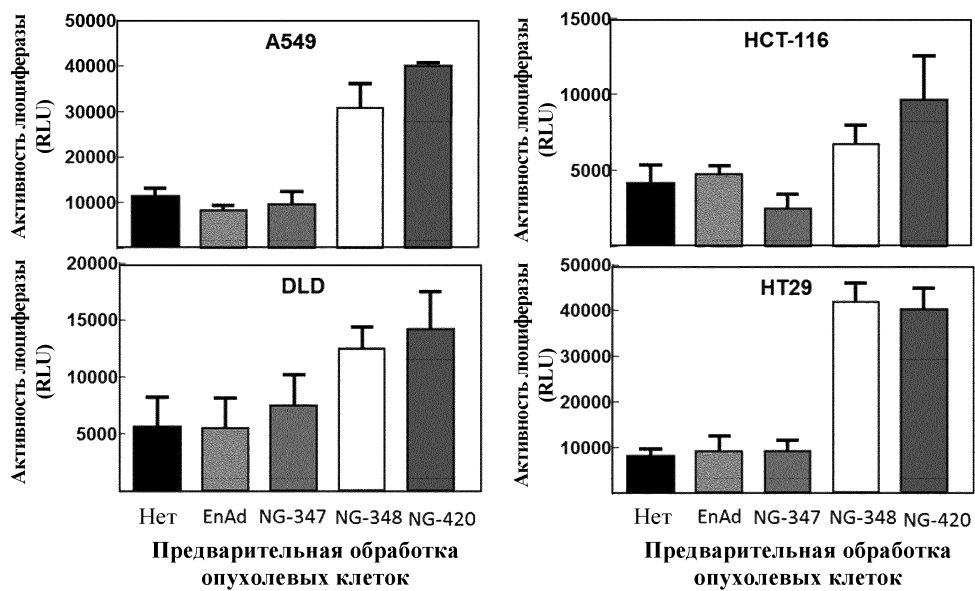 Активность люциферазы
(RLU)
50000
40000
30000
20000
10000
A549
Активность люциферазы
(RLU)
15000
10000
5000
HCT-116
Активность люциферазы
(RLU)
20000
15000
10000
5000
DLD
Нет EnAd NG-347 NG-348 NG-420
Предварительная обработка
опухолевых клеток
Активность люциферазы
(RLU)
50000
40000
30000
20000
10000
HT29
Нет EnAd NG-347 NG-348 NG-420
Предварительная обработка
опухолевых клеток